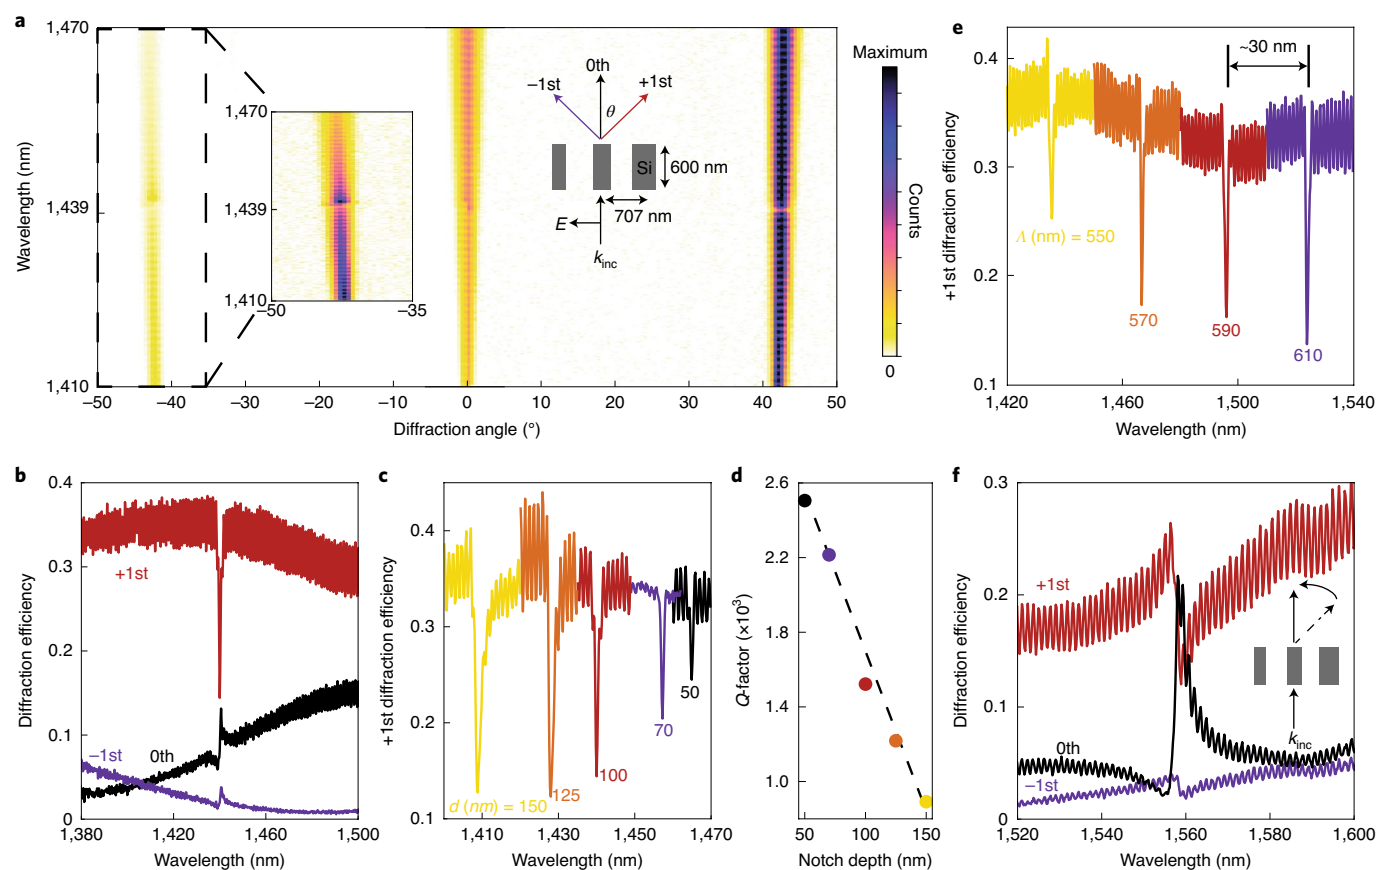 a
1,470
1,439
1,410
Wavelength (nm)
1,470
1,439
1,410
–50
–35
0th
–1st
+1st
θ
Si
600 nm
707 nm
E
kinc
–50
–40
–30
–20
–10
0
10
20
30
40
50
Diffraction angle (°)
Maximum
Counts
0
e
~30 nm
0.4
0.3
0.2
0.1
+1st diffraction efficiency
Λ (nm) = 550
570
590
610
1,420
1,460
1,500
1,540
Wavelength (nm)
b
0.4
0.3
0.2
0.1
0
Diffraction efficiency
+1st
–1st
0th
1,380
1,420
1,460
1,500
Wavelength (nm)
c
0.4
0.3
0.2
0.1
+1st diffraction efficiency
d (nm) = 150
125
100
70
50
1,410
1,430
1,450
1,470
Wavelength (nm)
d
2.6
2.2
1.8
1.4
1.0
Q-factor (×10³)
50
100
150
Notch depth (nm)
f
0.3
0.2
0.1
0
Diffraction efficiency
+1st
0th
–1st
kinc
1,520
1,540
1,560
1,580
1,600
Wavelength (nm)